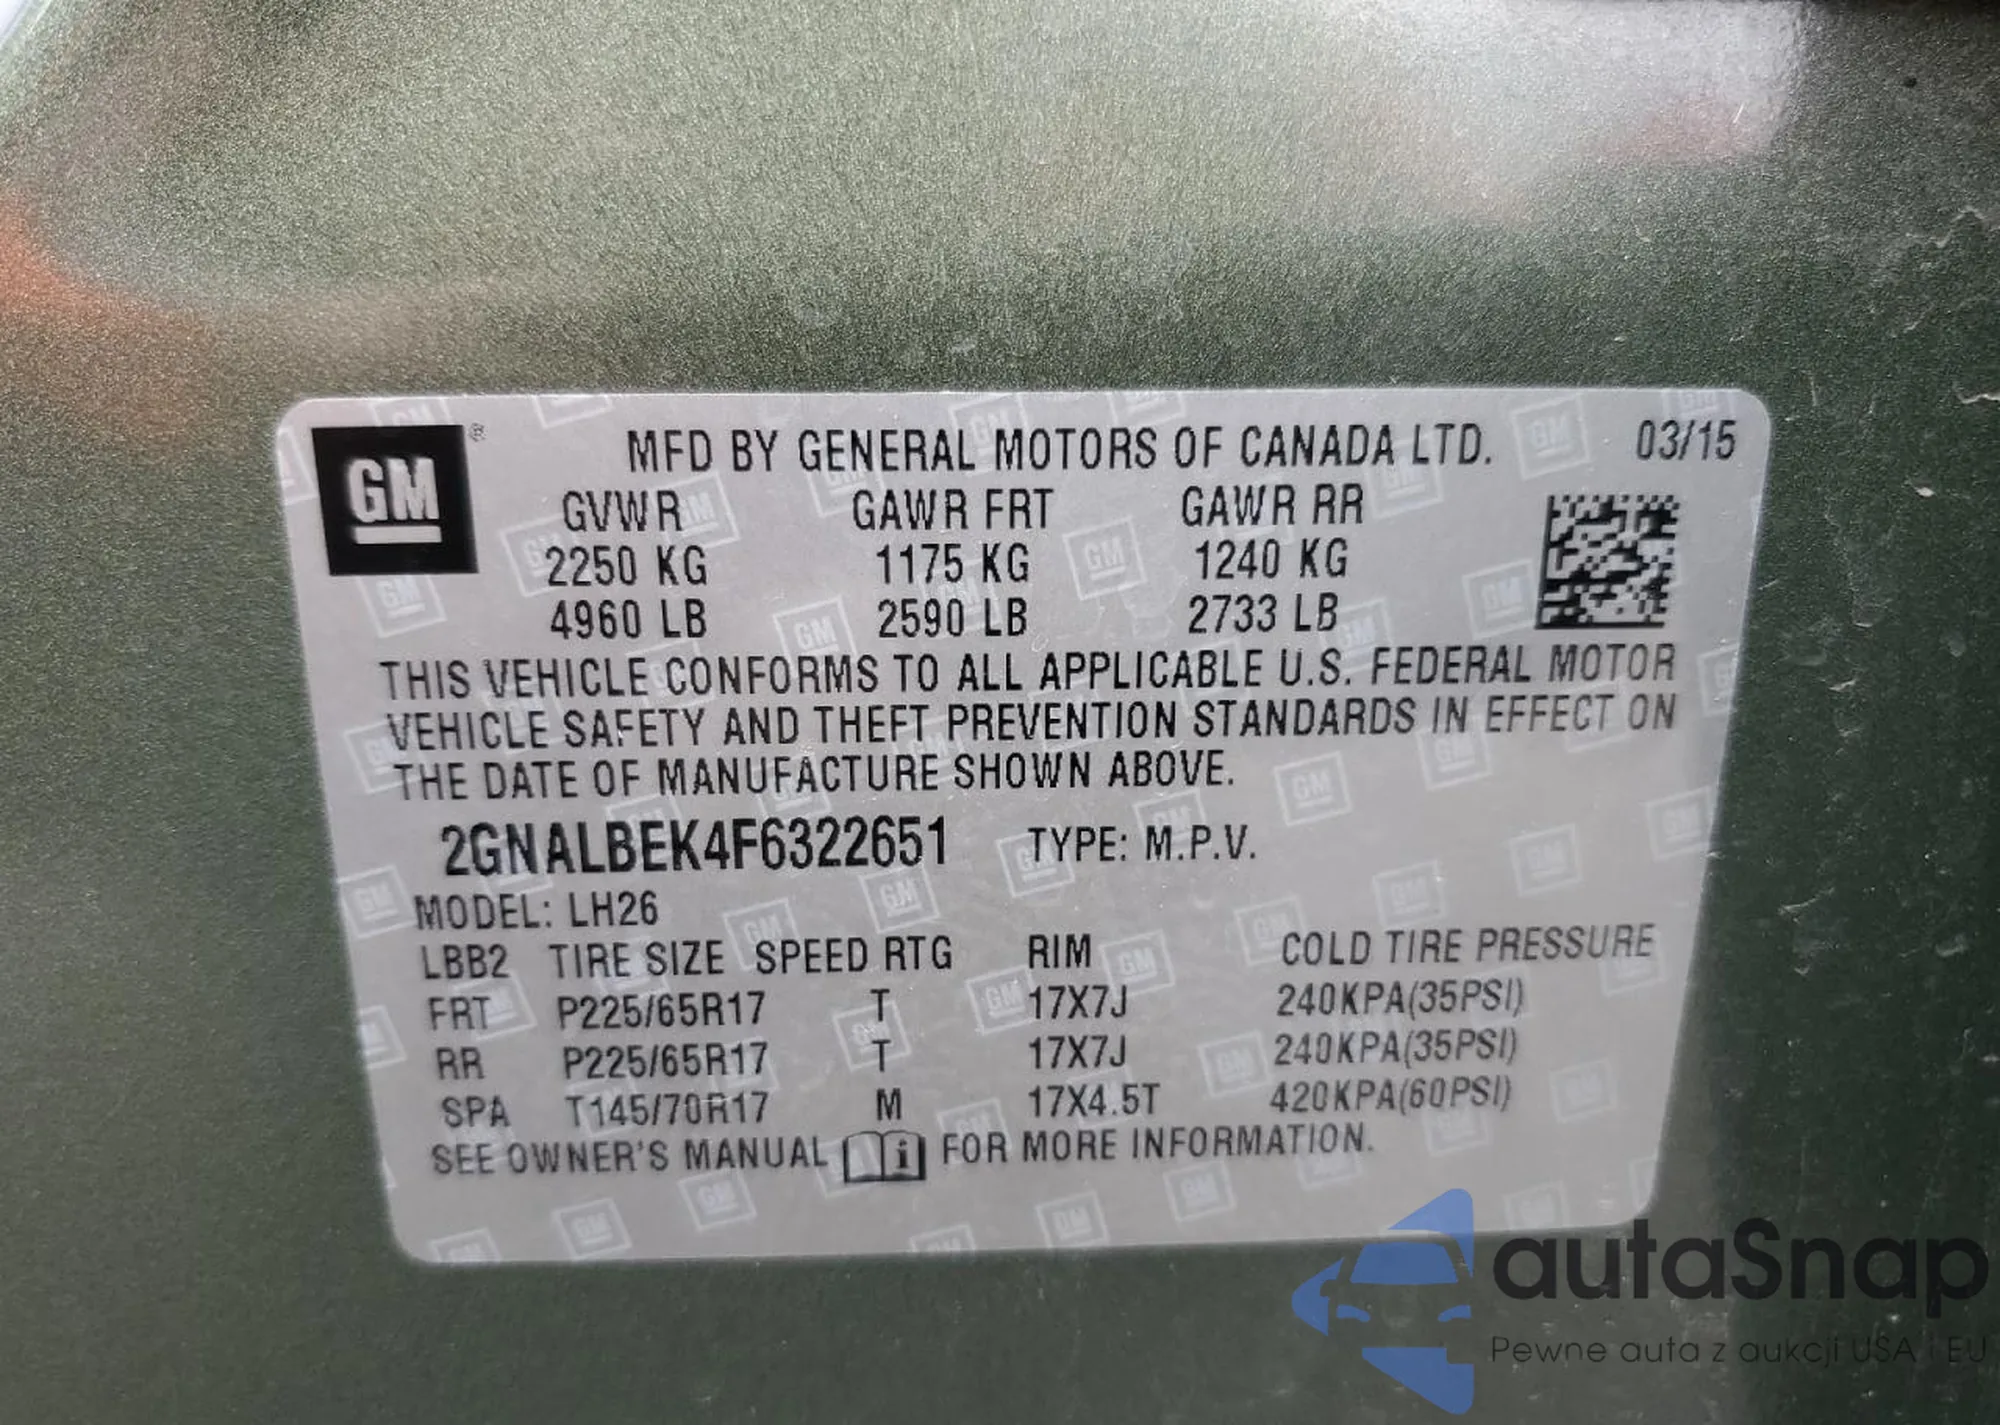 GM ®
MFD BY GENERAL MOTORS OF CANADA LTD. 03/15
GVWR GAWR FRT GAWR RR
2250 KG 1175 KG 1240 KG
4960 LB 2590 LB 2733 LB
THIS VEHICLE CONFORMS TO ALL APPLICABLE U.S. FEDERAL MOTOR
VEHICLE SAFETY AND THEFT PREVENTION STANDARDS IN EFFECT ON
THE DATE OF MANUFACTURE SHOWN ABOVE.
2GNALBEK4F6322651 TYPE: M.P.V.
MODEL: LH26
LBB2 TIRE SIZE SPEED RTG RIM COLD TIRE PRESSURE
FRT P225/65R17 T 17X7J 240KPA(35PSI)
RR P225/65R17 T 17X7J 240KPA(35PSI)
SPA T145/70R17 M 17X4.5T 420KPA(60PSI)
SEE OWNER'S MANUAL i FOR MORE INFORMATION.
autaSnap
Pewne auta z aukcji USA i EU